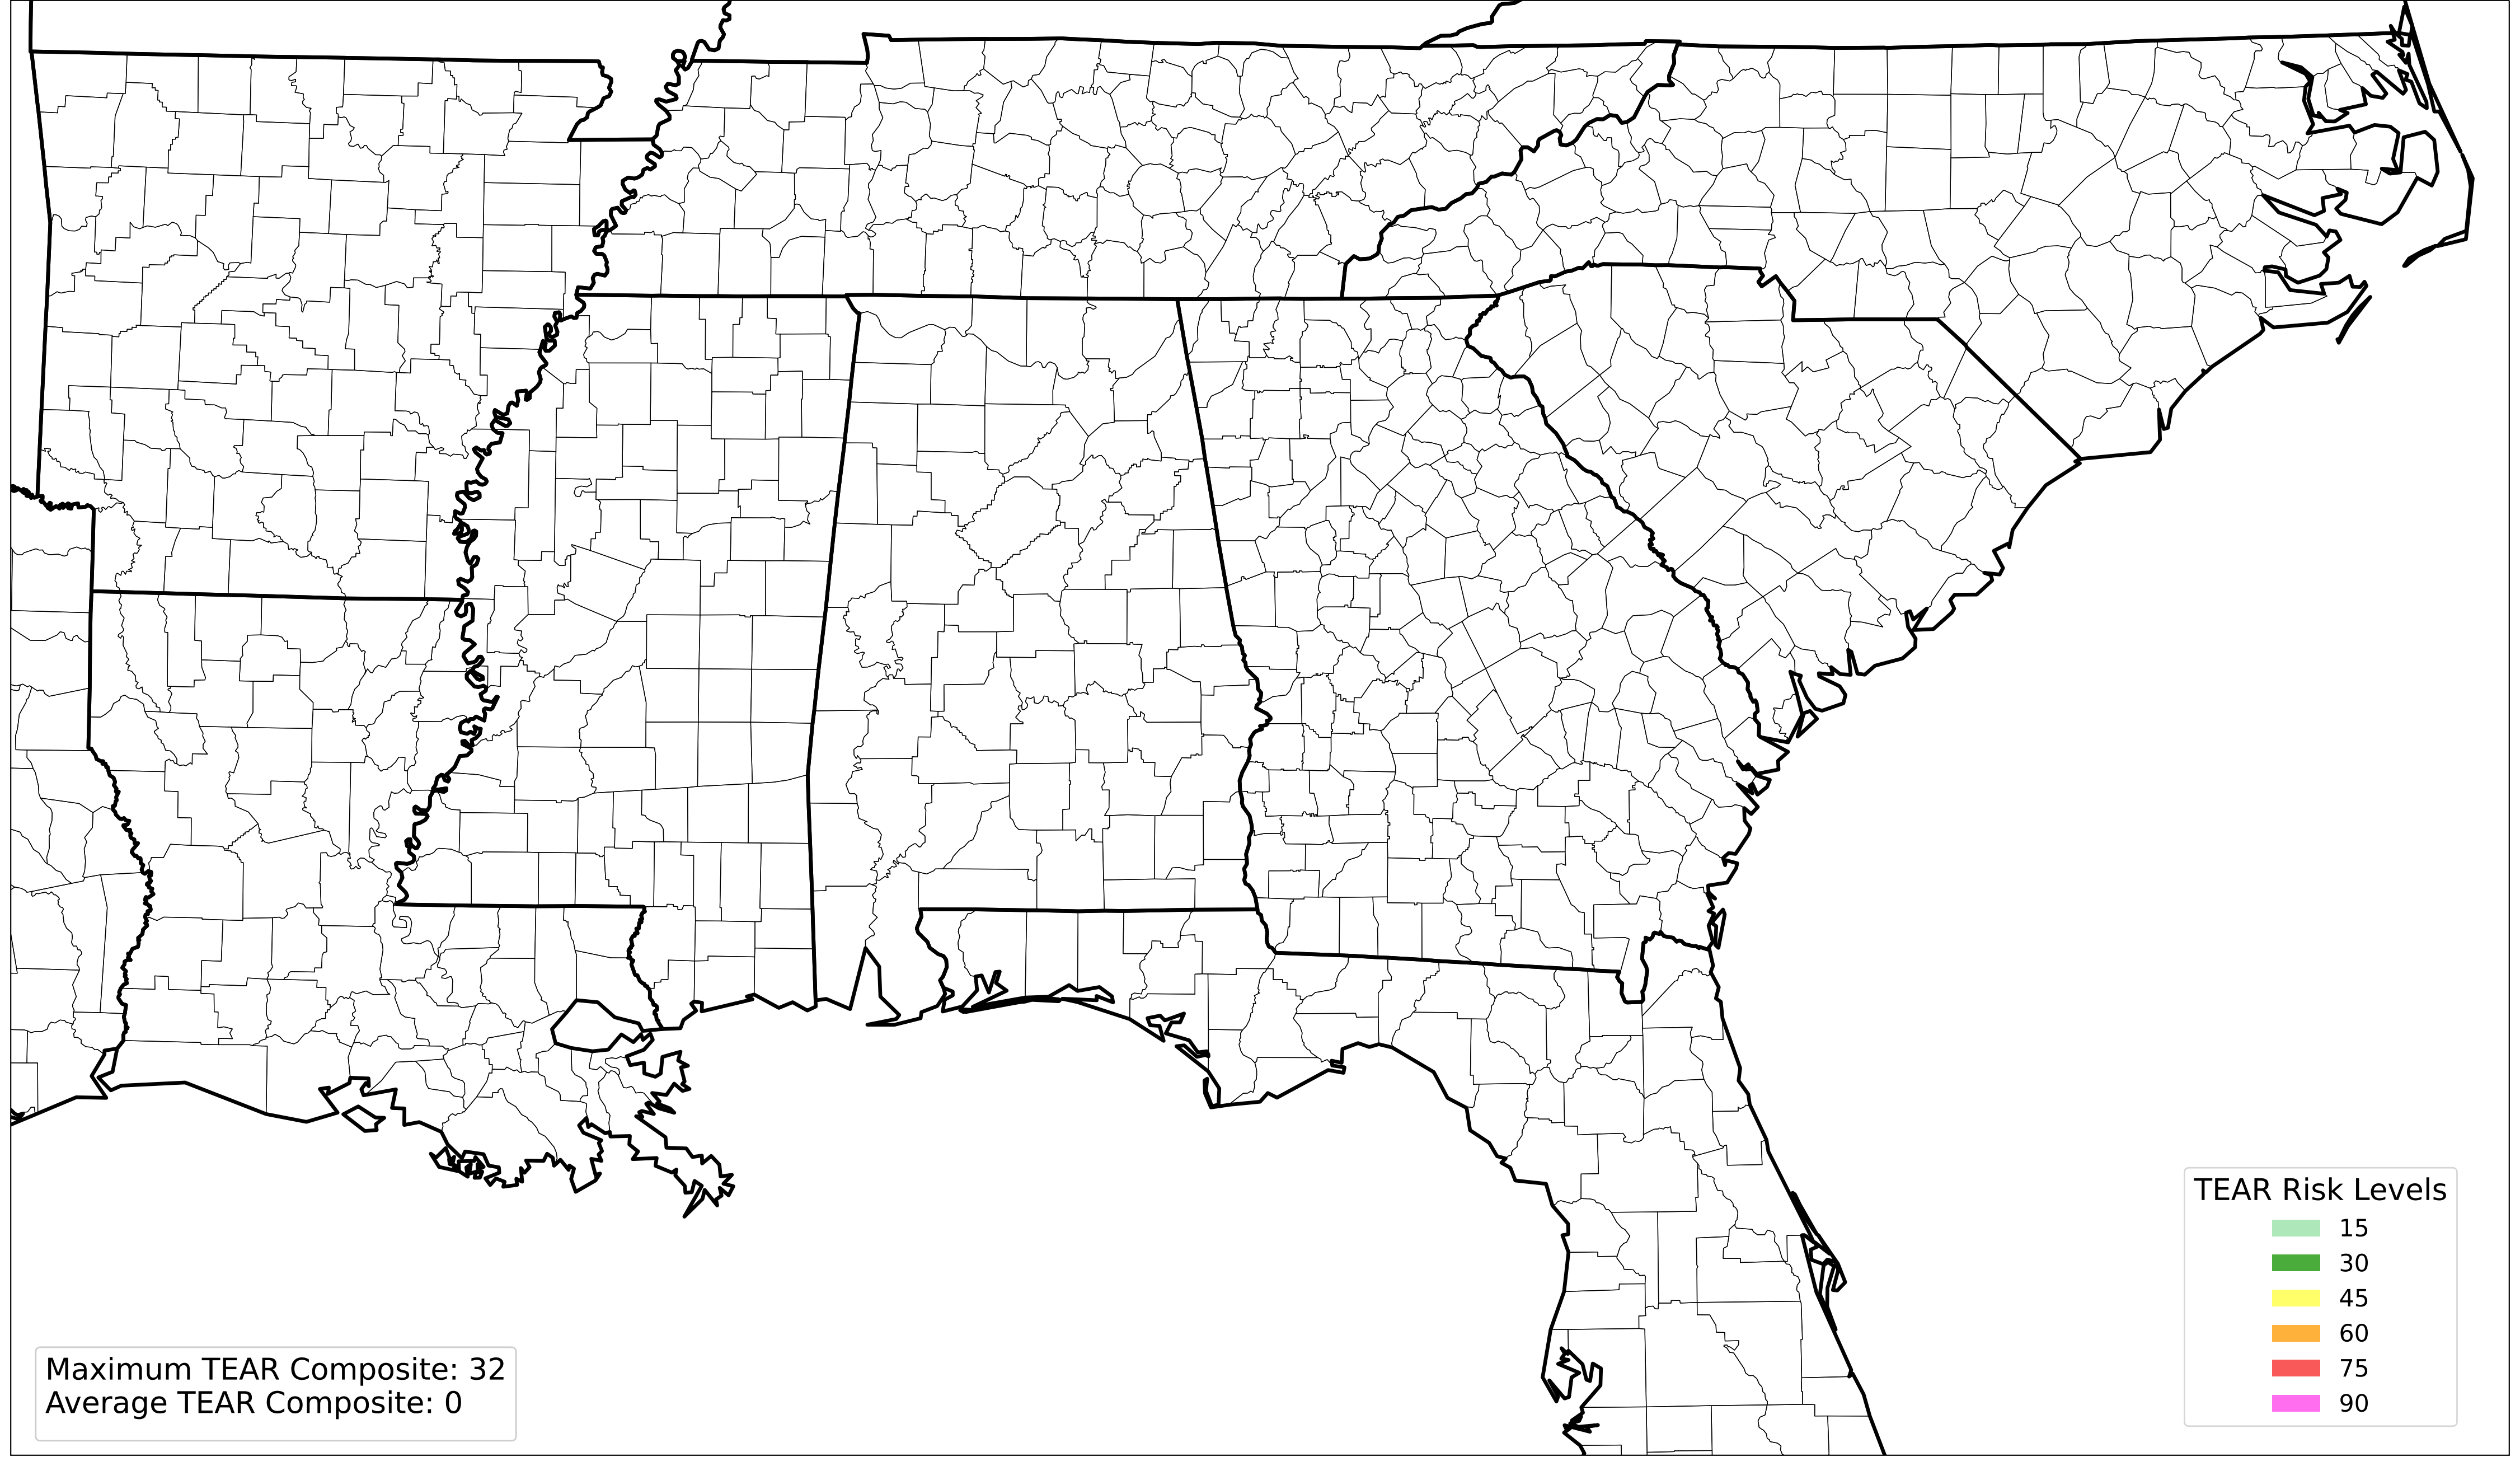 TEAR Risk Levels
15
30
45
60
75
90
Maximum TEAR Composite: 32
Average TEAR Composite: 0